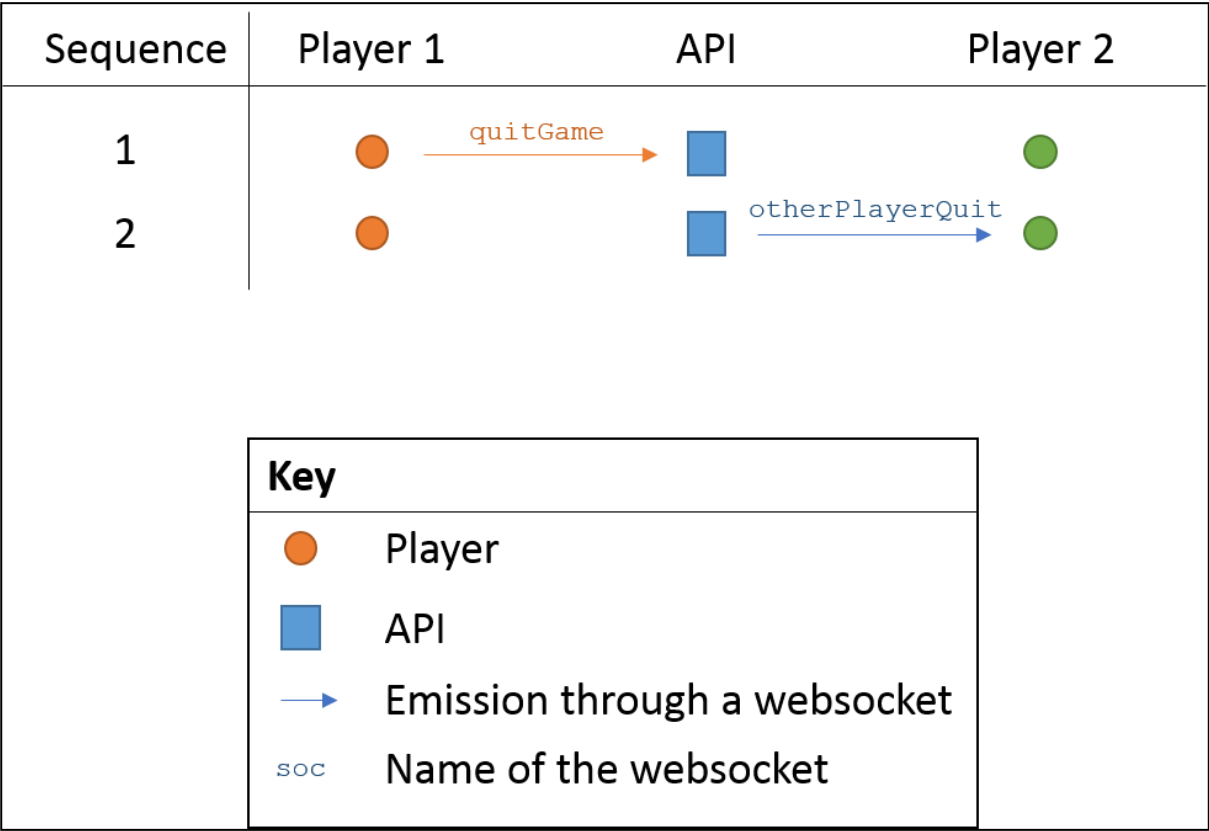 Sequence Player 1 API Player 2
1 quitGame
2 otherPlayerQuit
Key
Player
API
Emission through a websocket
soc Name of the websocket